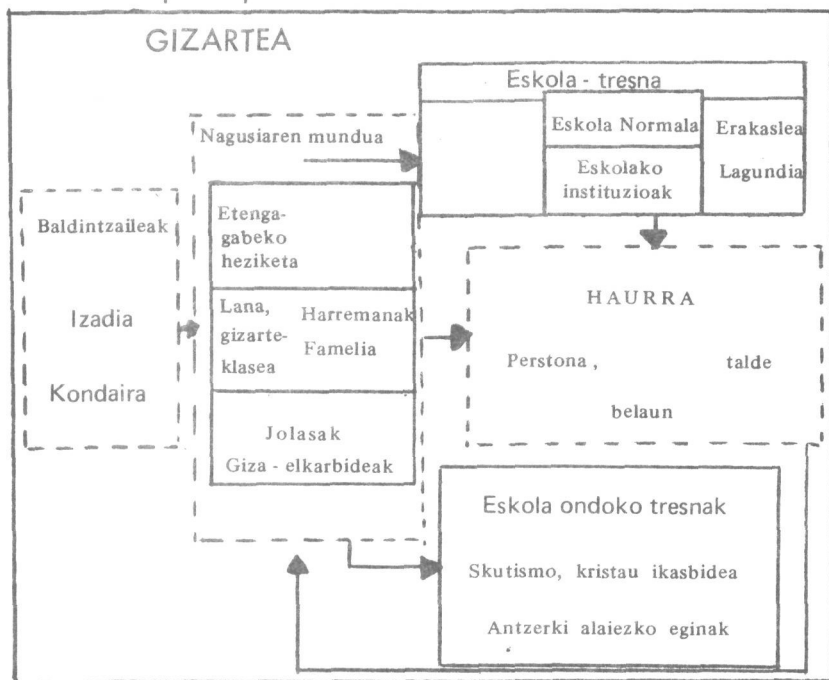 GIZARTEA
Eskola - tresna
Eskola Normala
Eskolako
instituzioak
Erakaslea
Lagundia
Nagusiaren mundua
Baldintzaileak
Izadia
Kondaira
Etenga-
gabeko
heziketa
Lana,
gizarte-
klasea
Harremanak
Famelia
Jolasak
Giza - elkarbideak
HAURRA
Perstona , talde
belaun
Eskola ondoko tresnak
Skutismo, kristau ikasbidea
Antzerki alaiezko eginak